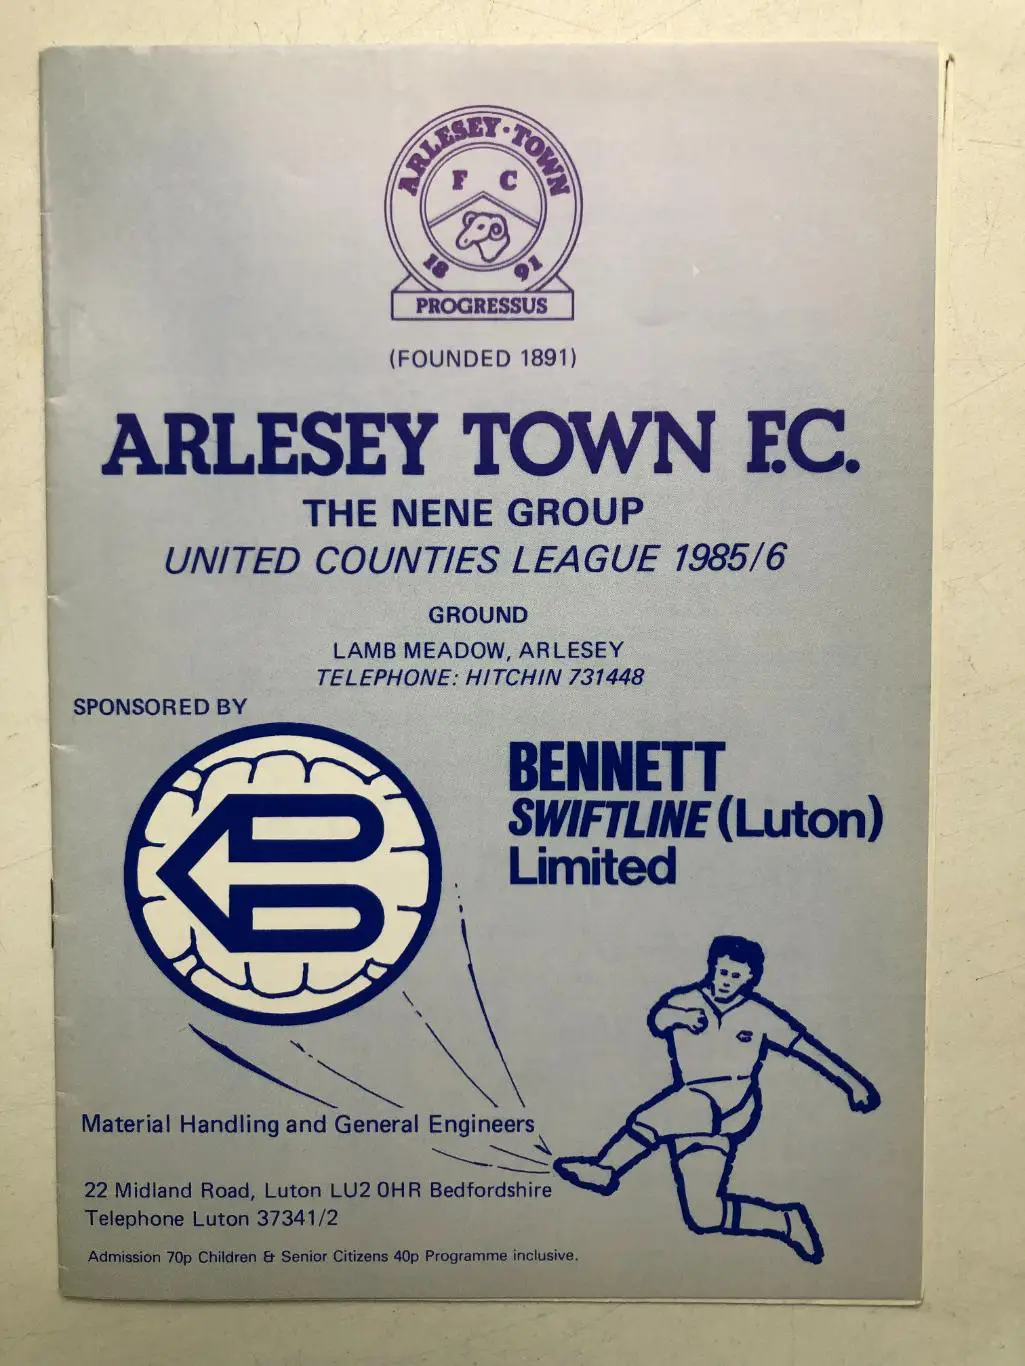 ARLESEY · TOWN
F C
18 91
PROGRESSUS
(FOUNDED 1891)
ARLESEY TOWN F.C.
THE NENE GROUP
UNITED COUNTIES LEAGUE 1985/6
GROUND
LAMB MEADOW, ARLESEY
TELEPHONE: HITCHIN 731448
SPONSORED BY
BENNETT
SWIFTLINE (Luton)
Limited
Material Handling and General Engineers
22 Midland Road, Luton LU2 0HR Bedfordshire
Telephone Luton 37341/2
Admission 70p Children & Senior Citizens 40p Programme inclusive.